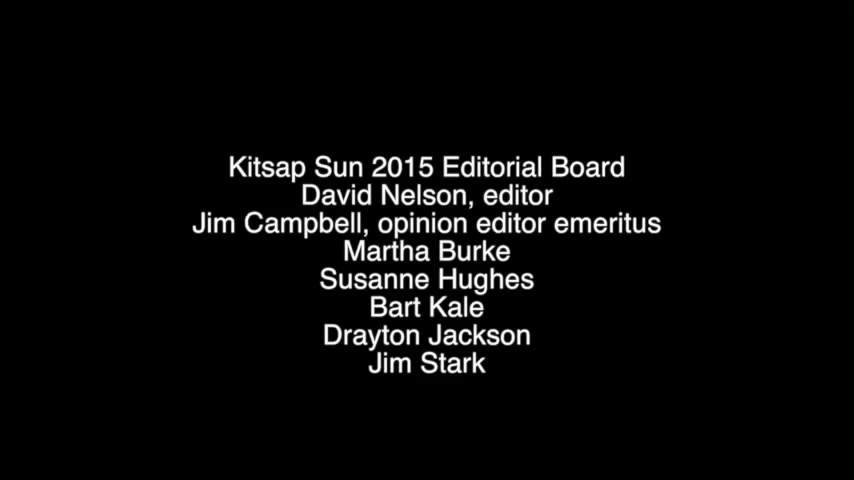 Kitsap Sun 2015 Editorial Board
David Nelson, editor
Jim Campbell, opinion editor emeritus
Martha Burke
Susanne Hughes
Bart Kale
Drayton Jackson
Jim Stark